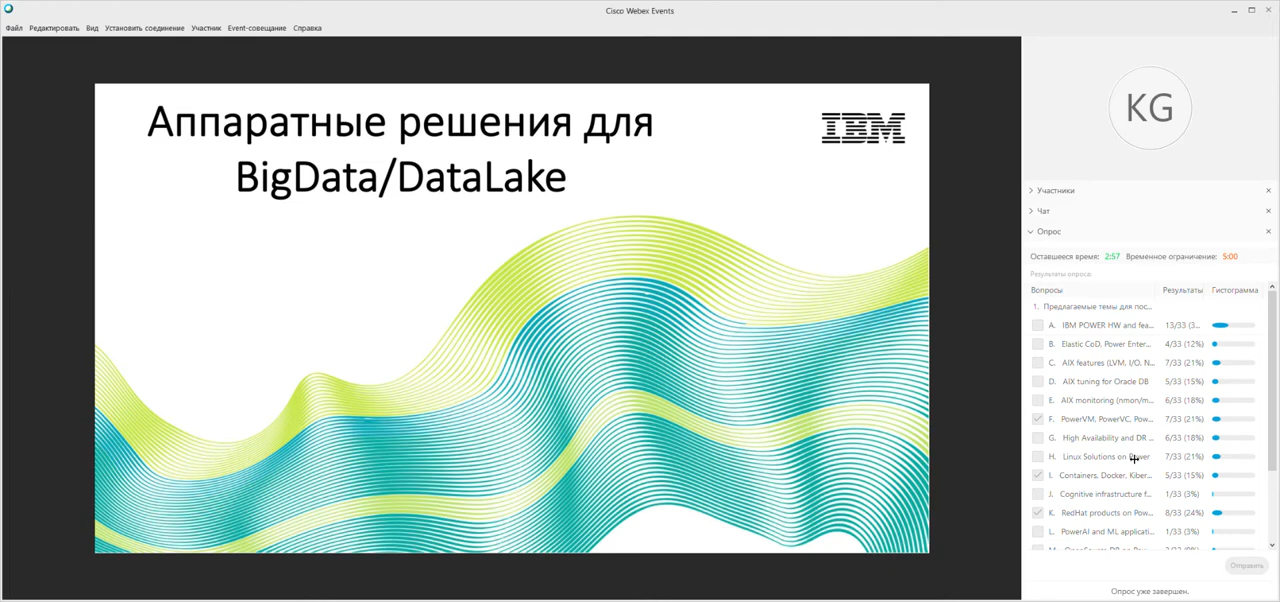 Cisco Webex Events
Файл Редактировать Вид Установить соединение Участник Event-совещание Справка
Аппаратные решения для
BigData/DataLake
IBM
KG
Участники
Чат
Опрос
Оставшееся время: 2:57 Временное ограничение: 5:00
Результаты опроса:
Вопросы Результаты Гистограмма
1. Предлагаемые темы для пос...
A. IBM POWER HW and fea... 13/33 (3...
B. Elastic CoD, Power Enter... 4/33 (12%)
C. AIX features (LVM, I/O, N... 7/33 (21%)
D. AIX tuning for Oracle DB 5/33 (15%)
E. AIX monitoring (nmon/m... 6/33 (18%)
F. PowerVM, PowerVC, Pow... 7/33 (21%)
G. High Availability and DR ... 6/33 (18%)
H. Linux Solutions on Power 7/33 (21%)
I. Containers, Docker, Kiber... 5/33 (15%)
J. Cognitive infrastructure f... 1/33 (3%)
K. RedHat products on Pow... 8/33 (24%)
L. PowerAI and ML applicati... 1/33 (3%)
Отправить
Опрос уже завершен.